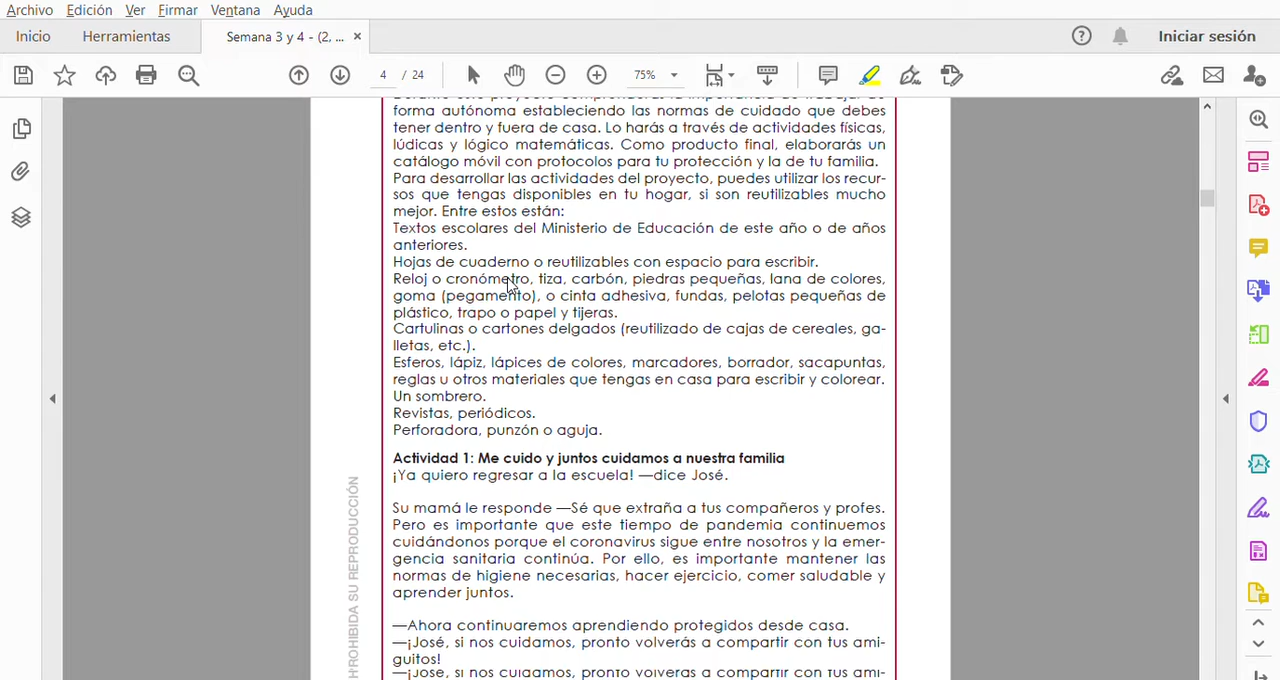 Archivo Edición Ver Firmar Ventana Ayuda
Inicio Herramientas Semana 3 y 4 - (2, ... × Iniciar sesión
4 / 24 75%
forma autónoma estableciendo las normas de cuidado que debes
tener dentro y fuera de casa. Lo harás a través de actividades físicas,
lúdicas y lógico matemáticas. Como producto final, elaborarás un
catálogo móvil con protocolos para tu protección y la de tu familia.
Para desarrollar las actividades del proyecto, puedes utilizar los recur-
sos que tengas disponibles en tu hogar, si son reutilizables mucho
mejor. Entre estos están:
Textos escolares del Ministerio de Educación de este año o de años
anteriores.
Hojas de cuaderno o reutilizables con espacio para escribir.
Reloj o cronómetro, tiza, carbón, piedras pequeñas, lana de colores,
goma (pegamento), o cinta adhesiva, fundas, pelotas pequeñas de
plástico, trapo o papel y tijeras.
Cartulinas o cartones delgados (reutilizado de cajas de cereales, ga-
lletas, etc.).
Esferos, lápiz, lápices de colores, marcadores, borrador, sacapuntas,
reglas u otros materiales que tengas en casa para escribir y colorear.
Un sombrero.
Revistas, periódicos.
Perforadora, punzón o aguja.
Actividad 1: Me cuido y juntos cuidamos a nuestra familia
¡Ya quiero regresar a la escuela! —dice José.
Su mamá le responde —Sé que extraña a tus compañeros y profes.
Pero es importante que este tiempo de pandemia continuemos
cuidándonos porque el coronavirus sigue entre nosotros y la emer-
gencia sanitaria continúa. Por ello, es importante mantener las
normas de higiene necesarias, hacer ejercicio, comer saludable y
aprender juntos.
—Ahora continuaremos aprendiendo protegidos desde casa.
—¡José, si nos cuidamos, pronto volverás a compartir con tus ami-
guitos!
—¡José, si nos cuidamos, pronto volverás a compartir con tus ami-
PROHIBIDA SU REPRODUCCIÓN